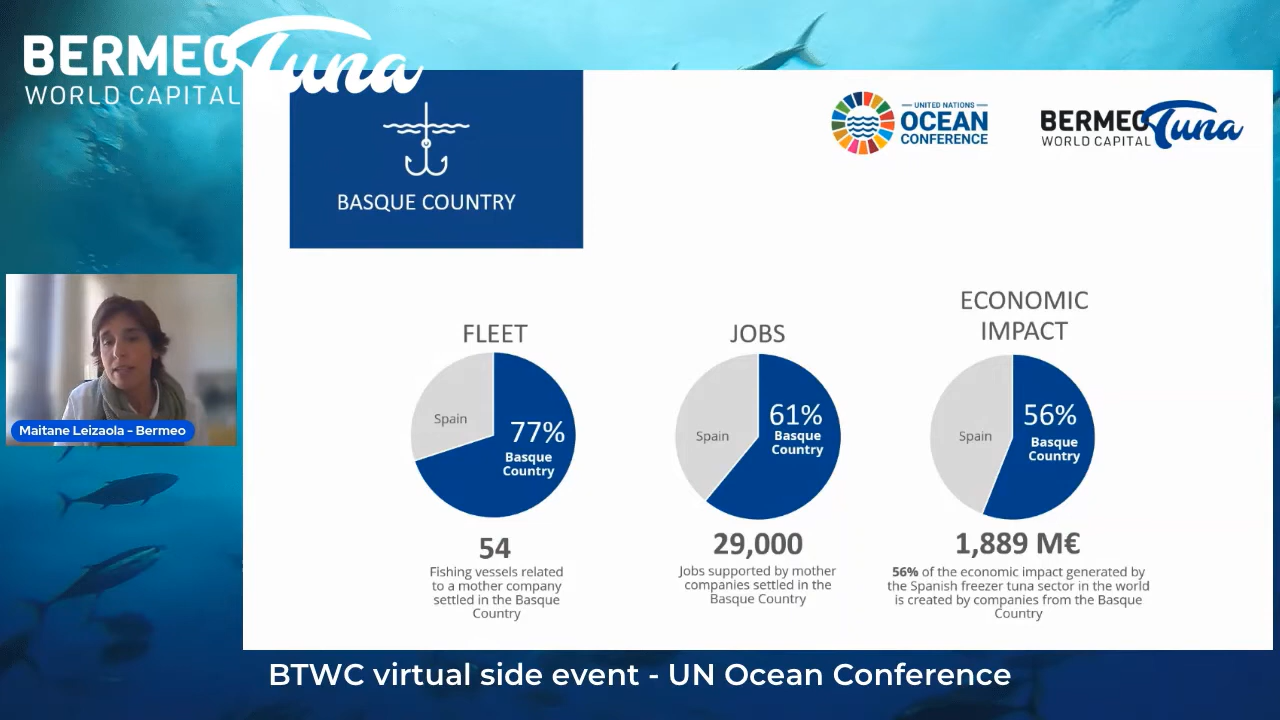 BERMEO Tuna
WORLD CAPITAL
BASQUE COUNTRY
UNITED NATIONS
OCEAN
CONFERENCE
BERMEO Tuna
WORLD CAPITAL
FLEET
Spain
77%
Basque
Country
54
Fishing vessels related
to a mother company
settled in the Basque
Country
JOBS
Spain
61%
Basque
Country
29,000
Jobs supported by mother
companies settled in the
Basque Country
ECONOMIC
IMPACT
Spain
56%
Basque
Country
1,889 M€
56% of the economic impact generated by
the Spanish freezer tuna sector in the world
is created by companies from the Basque
Country
Maitane Leizaola - Bermeo
BTWC virtual side event - UN Ocean Conference